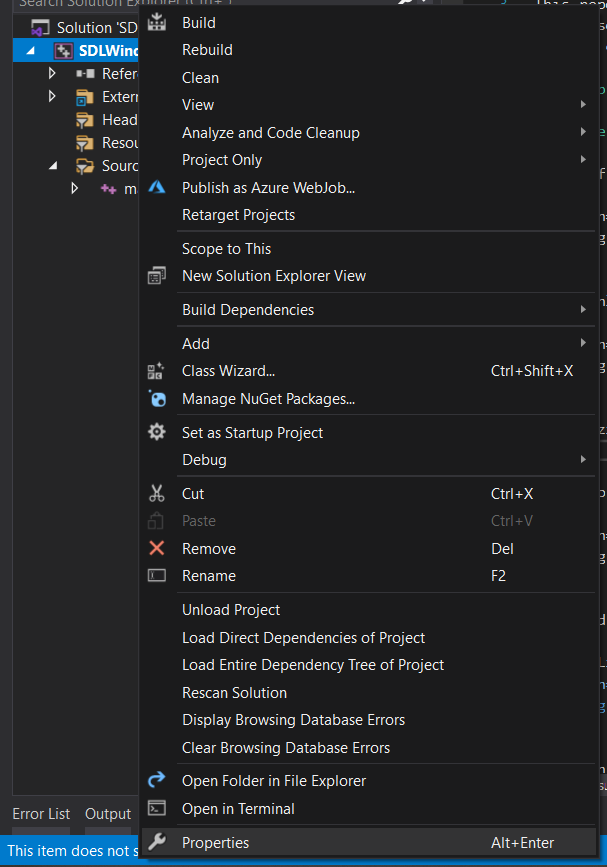 Search Solution Explorer (Ctrl+
Solution 'SD
SDLWind
Refer
Extern
Head
Resou
Sourc
m
Build
Rebuild
Clean
View
Analyze and Code Cleanup
Project Only
Publish as Azure WebJob...
Retarget Projects
Scope to This
New Solution Explorer View
Build Dependencies
Add
Class Wizard... Ctrl+Shift+X
Manage NuGet Packages...
Set as Startup Project
Debug
Cut Ctrl+X
Paste Ctrl+V
Remove Del
Rename F2
Unload Project
Load Direct Dependencies of Project
Load Entire Dependency Tree of Project
Rescan Solution
Display Browsing Database Errors
Clear Browsing Database Errors
Open Folder in File Explorer
Open in Terminal
Properties Alt+Enter
Error List Output
This item does not s